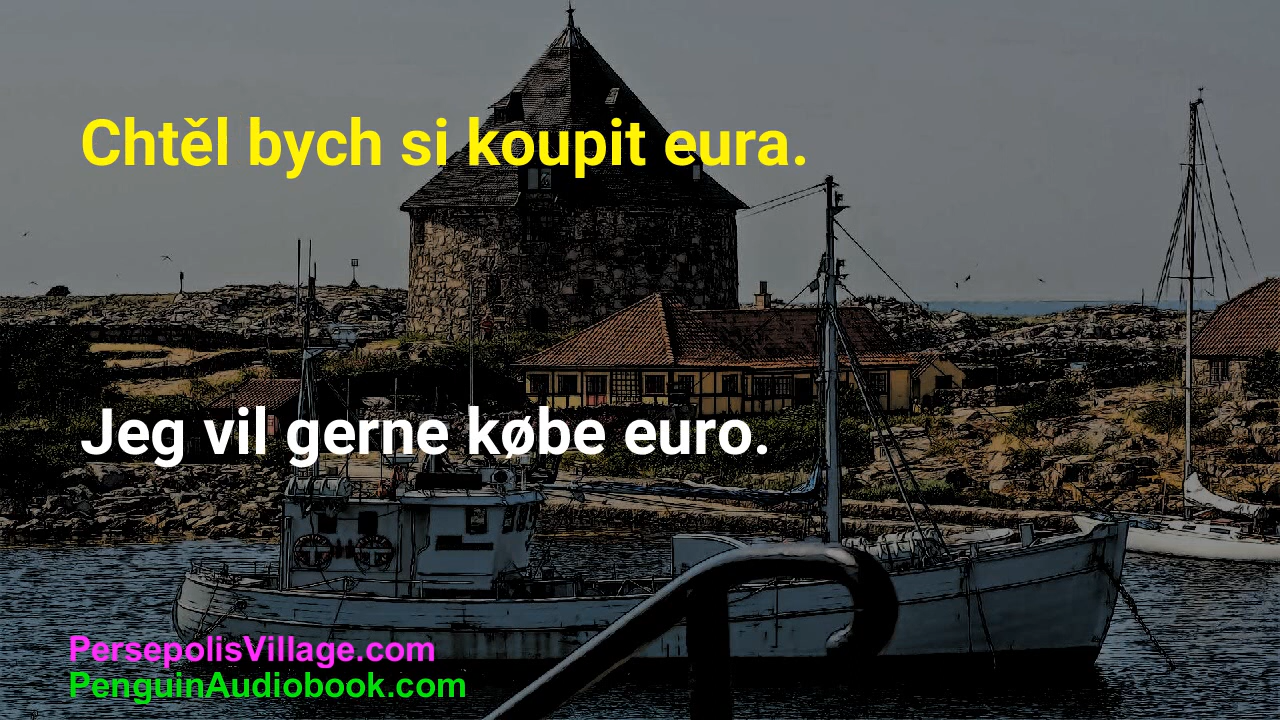 Chtěl bych si koupit eura.
Jeg vil gerne købe euro.
PersepolisVillage.com
PenguinAudiobook.com